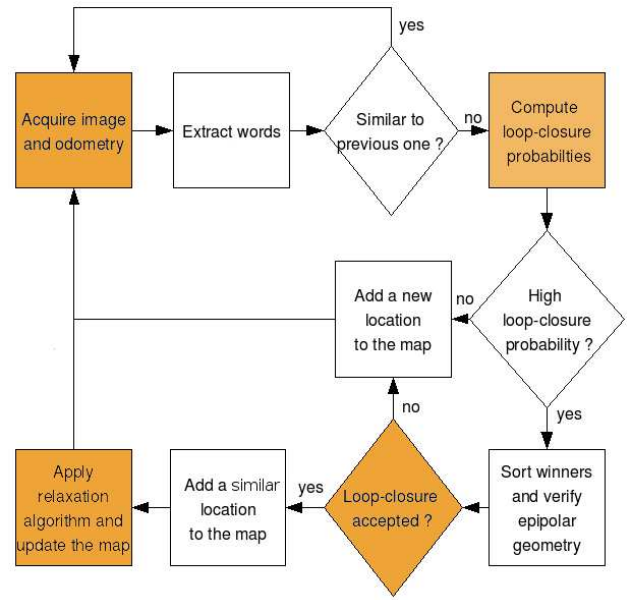 yes
Acquire image
and odometry
Extract words
Similar to
previous one ?
no
Compute
loop-closure
probabilties
Add a new
location
to the map
no
High
loop-closure
probability ?
no
yes
Apply
relaxation
algorithm and
update the map
Add a similar
location
to the map
yes
Loop-closure
accepted ?
Sort winners
and verify
epipolar
geometry